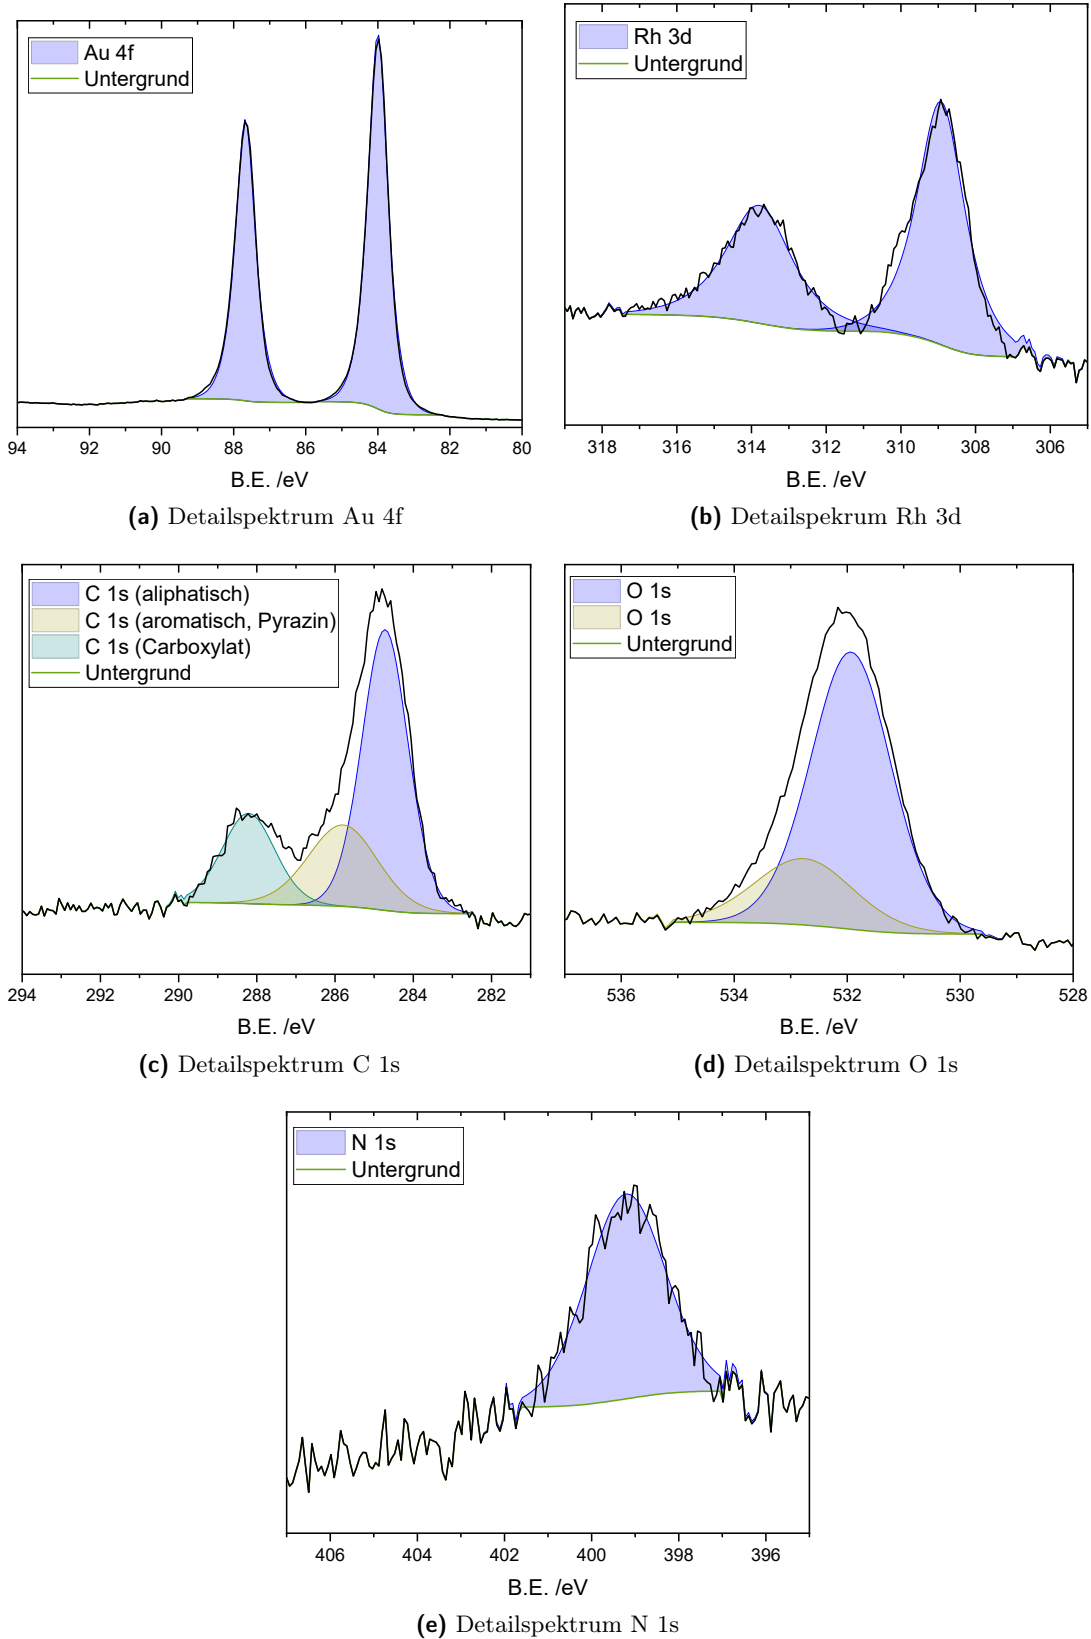 Au 4f
Untergrund
94 92 90 88 86 84 82 80
B.E. /eV
(a) Detailspektrum Au 4f
Rh 3d
Untergrund
318 316 314 312 310 308 306
B.E. /eV
(b) Detailspekrum Rh 3d
C 1s (aliphatisch)
C 1s (aromatisch, Pyrazin)
C 1s (Carboxylat)
Untergrund
294 292 290 288 286 284 282
B.E. /eV
(c) Detailspektrum C 1s
O 1s
O 1s
Untergrund
536 534 532 530 528
B.E. /eV
(d) Detailspektrum O 1s
N 1s
Untergrund
406 404 402 400 398 396
B.E. /eV
(e) Detailspektrum N 1s